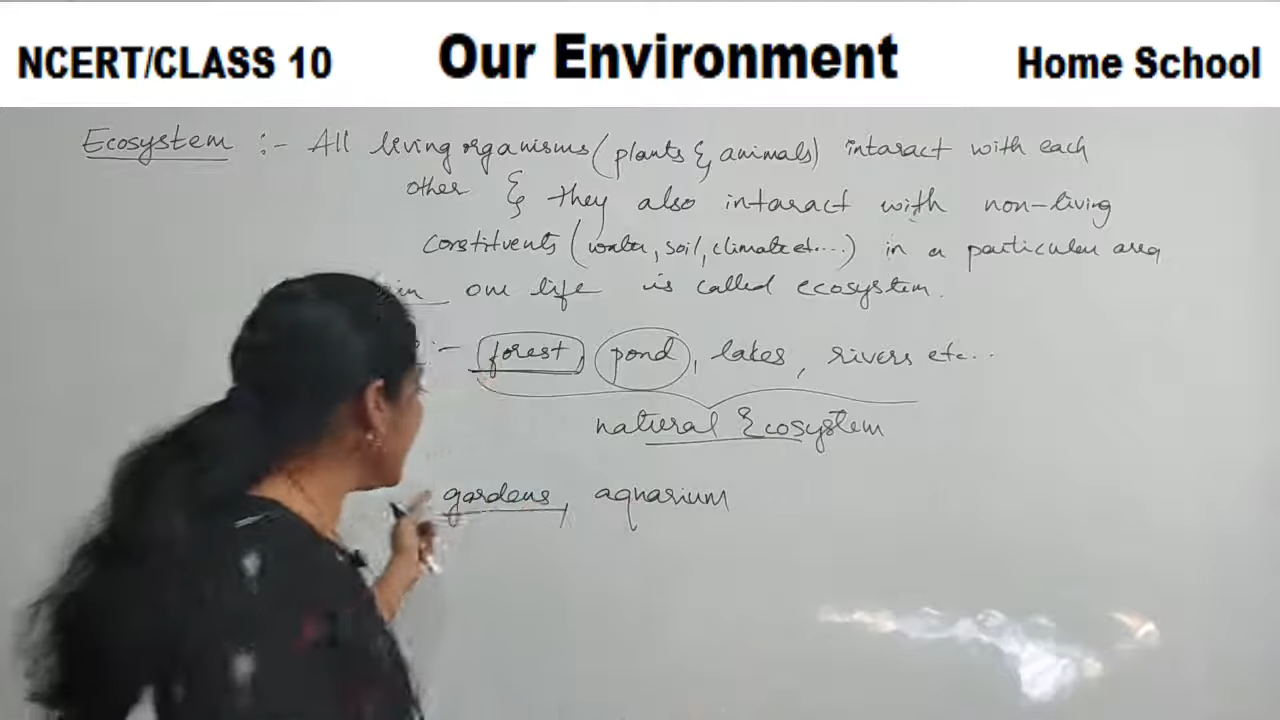 NCERT/CLASS 10 Our Environment Home School
Ecosystem :- All living organisms (plants & animals) intaract with each
other & they also intaract with non-living
constituents (water, soil, climate etc....) in a particular area
our life is called ecosystem.
:- forest, pond, lakes, rivers etc...
natural Ecosystem
gardens, aquarium